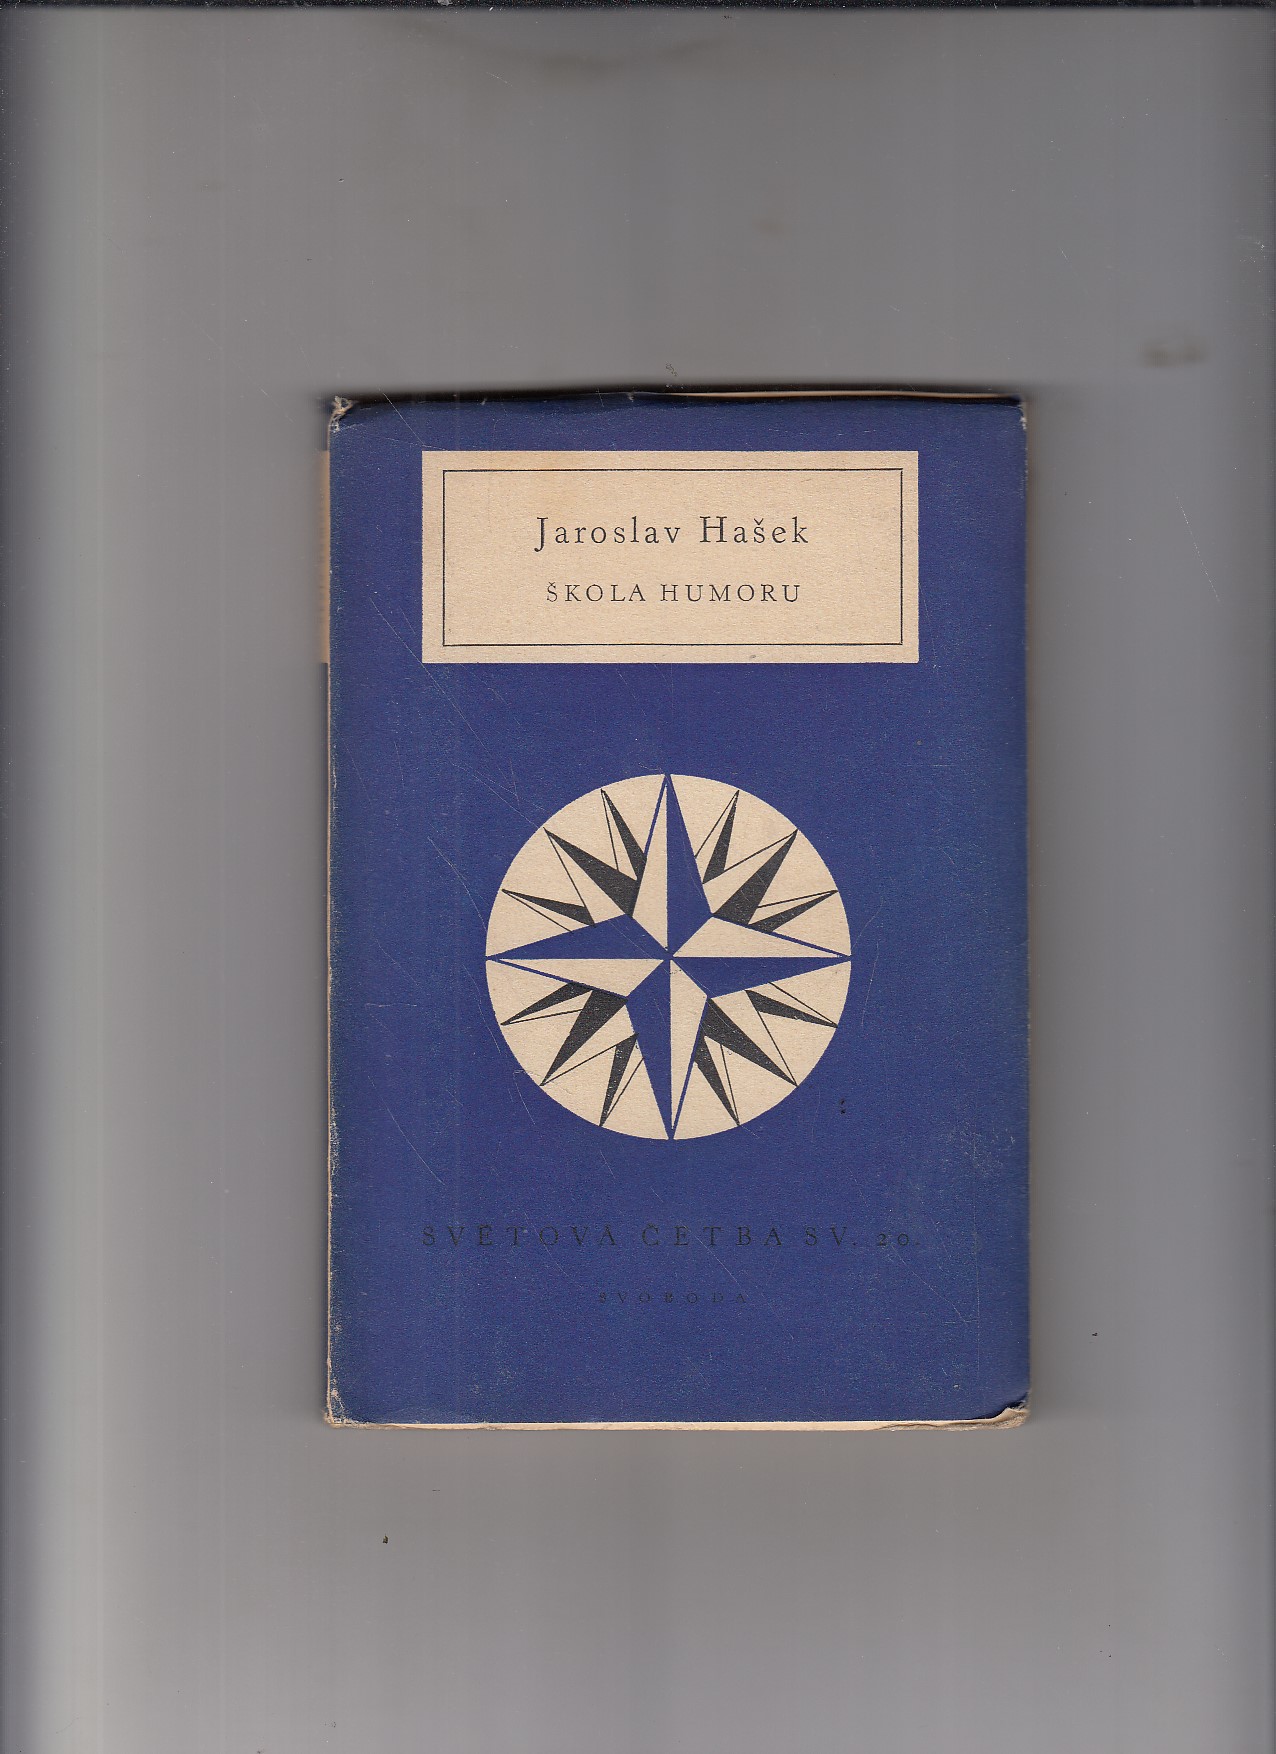 Jaroslav Hašek
ŠKOLA HUMORU
SVĚTOVÁ ČETBA SV. 20.
SVOBODA